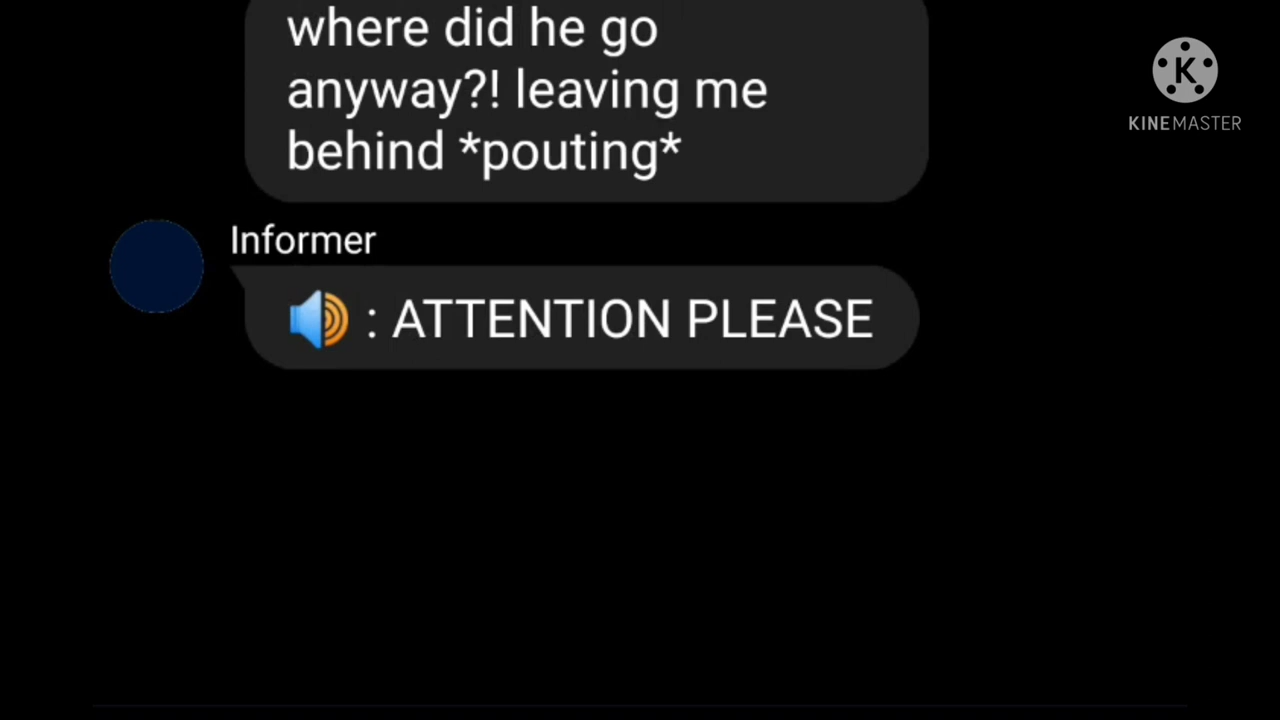 where did he go
anyway?! leaving me
behind *pouting*
KINEMASTER
Informer
🔊 : ATTENTION PLEASE